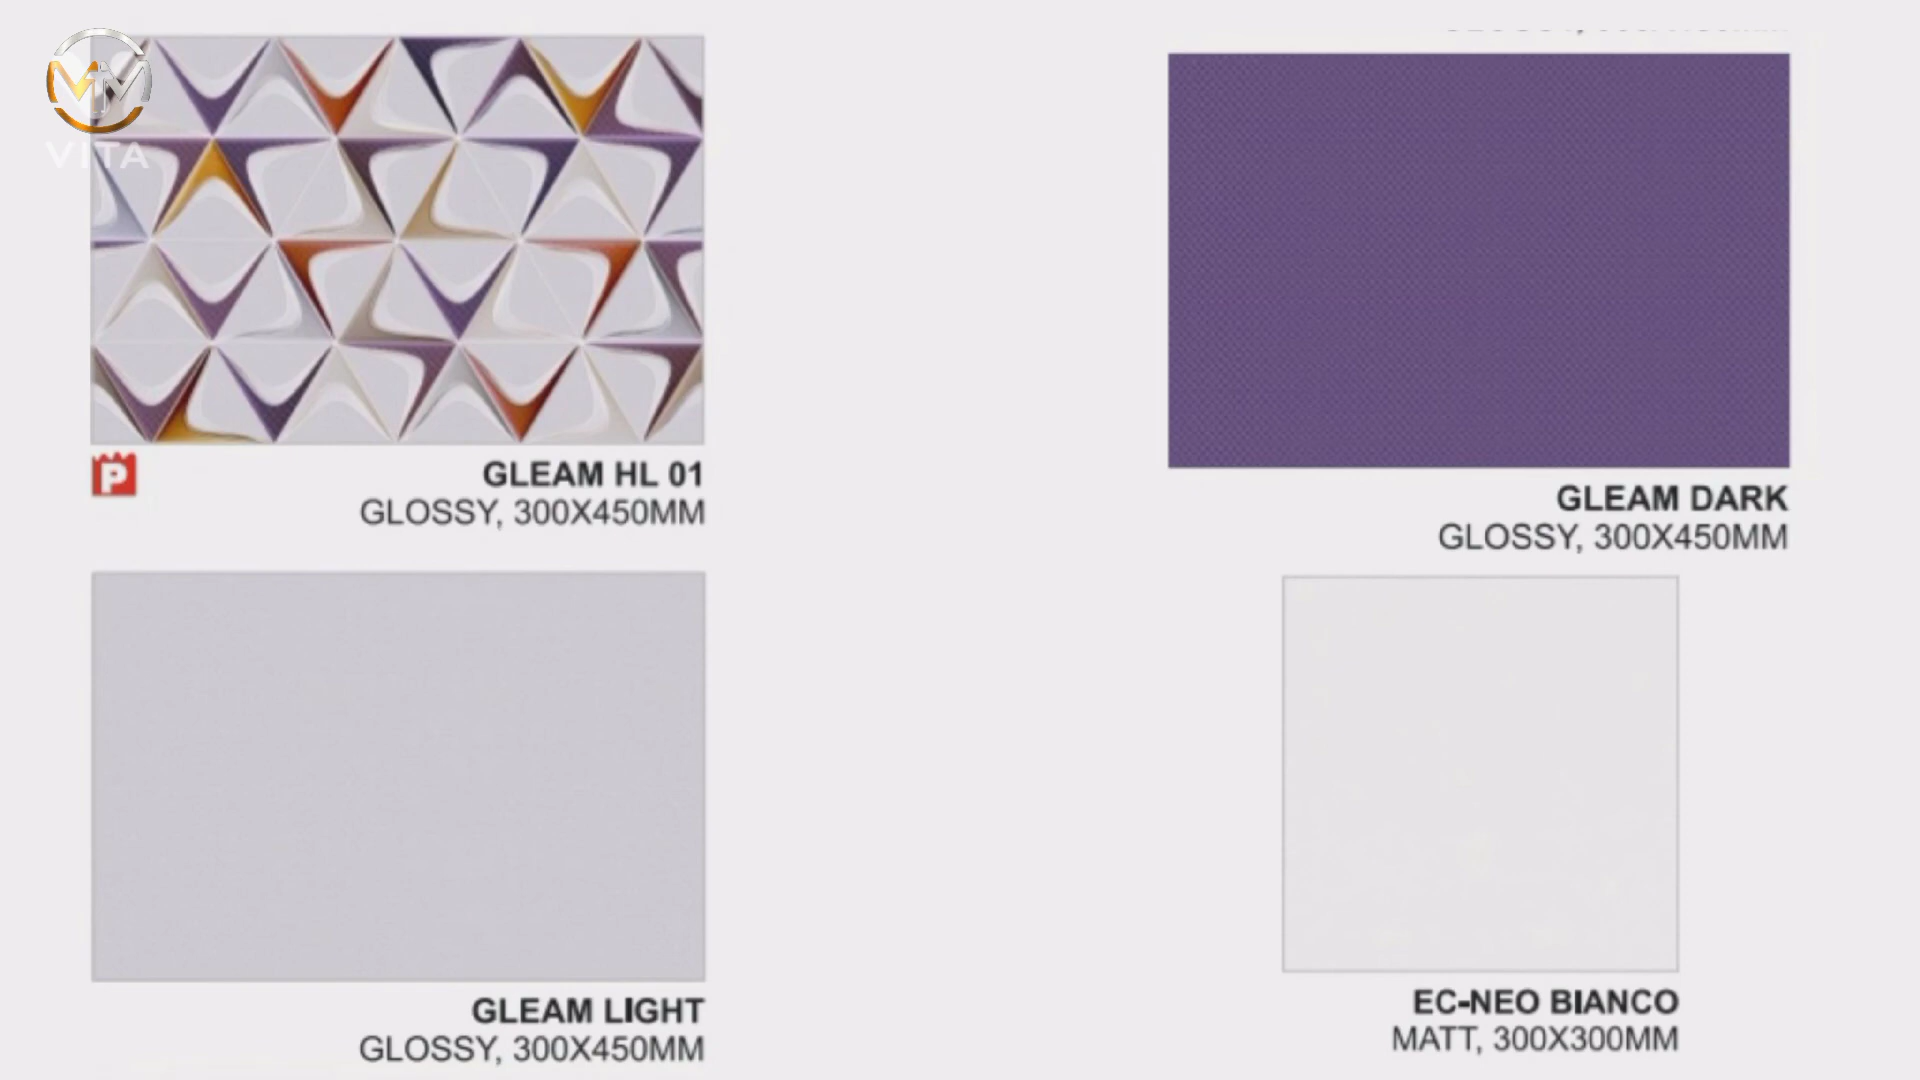 VITA
P
GLEAM HL 01
GLOSSY, 300X450MM
GLEAM DARK
GLOSSY, 300X450MM
GLEAM LIGHT
GLOSSY, 300X450MM
EC-NEO BIANCO
MATT, 300X300MM